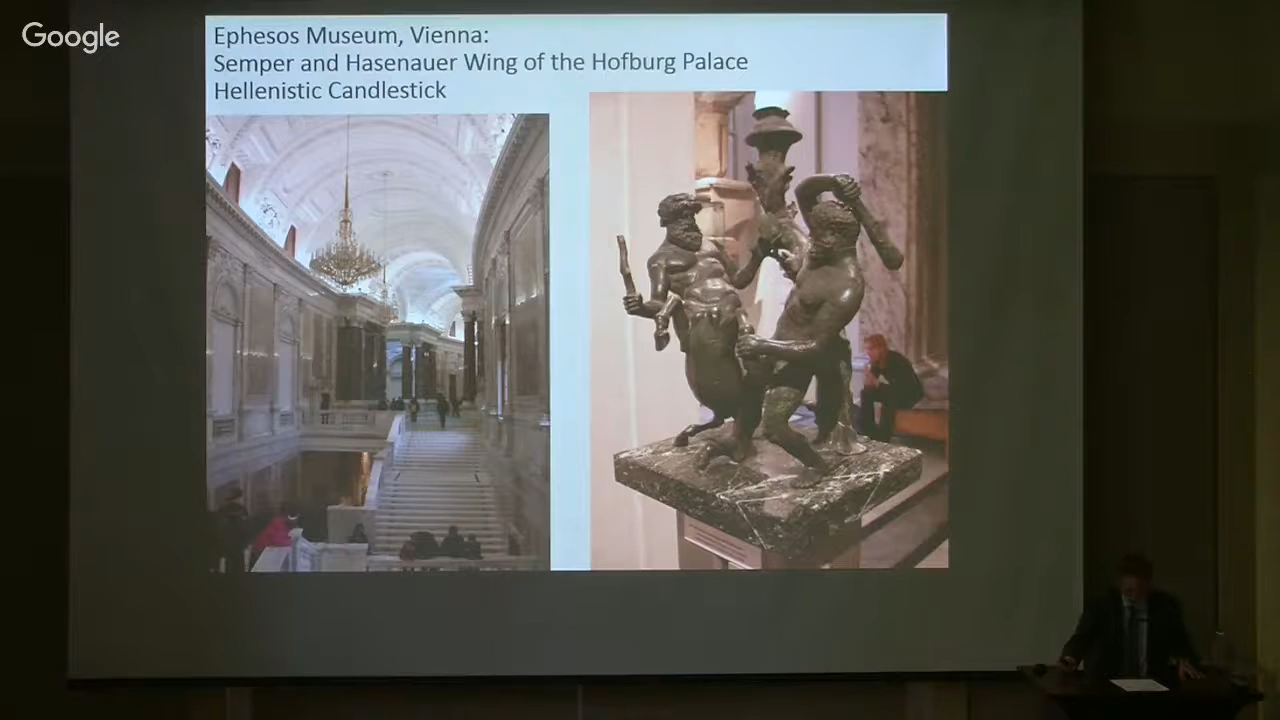 Google
Ephesos Museum, Vienna:
Semper and Hasenauer Wing of the Hofburg Palace
Hellenistic Candlestick